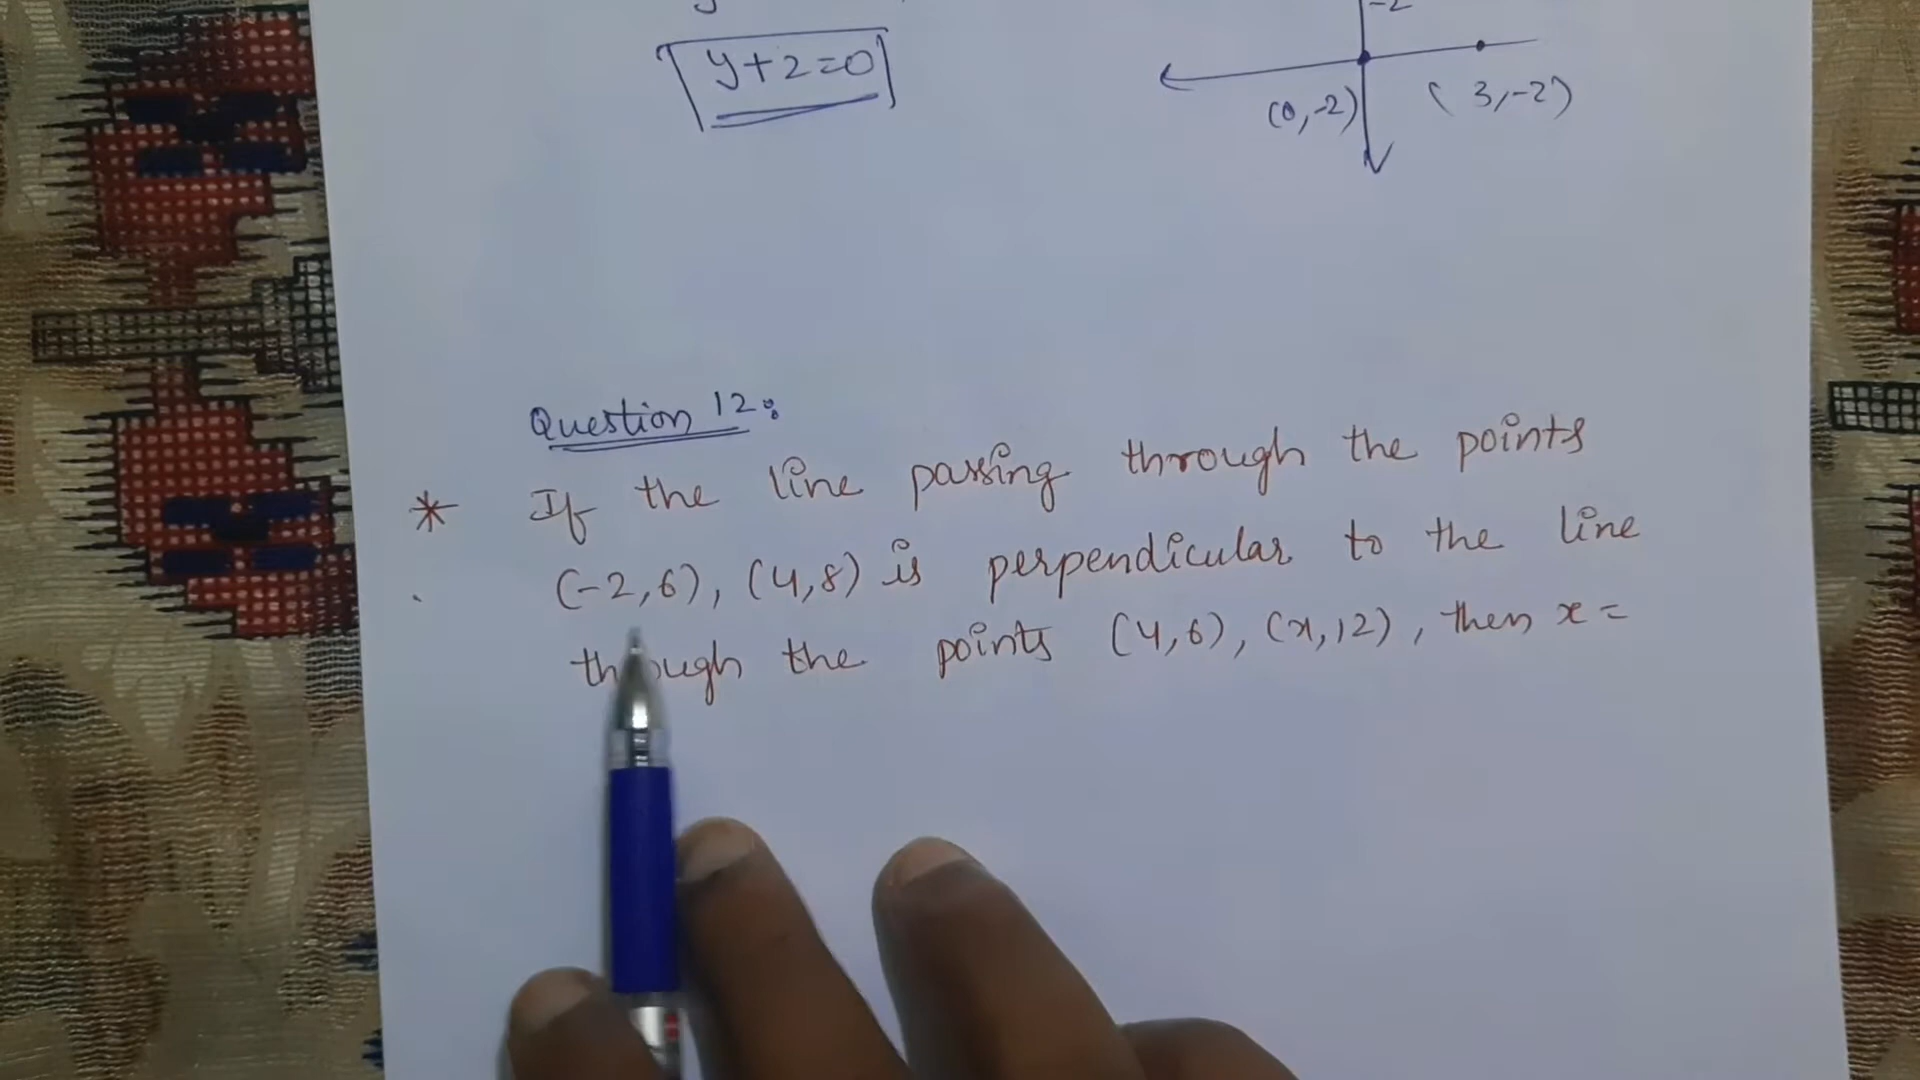 -2
y+2=0
(0,-2)
(3,-2)
Question 12:
* If the line passing through the points
(-2,6), (4,8) is perpendicular to the line
through the points (4,6), (x,12), then x=